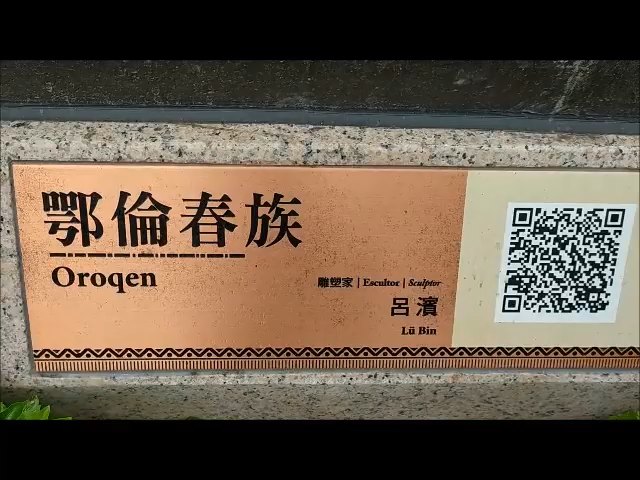 鄂倫春族
Oroqen
雕塑家 | Escultor | Sculptor
呂濱
Lü Bin